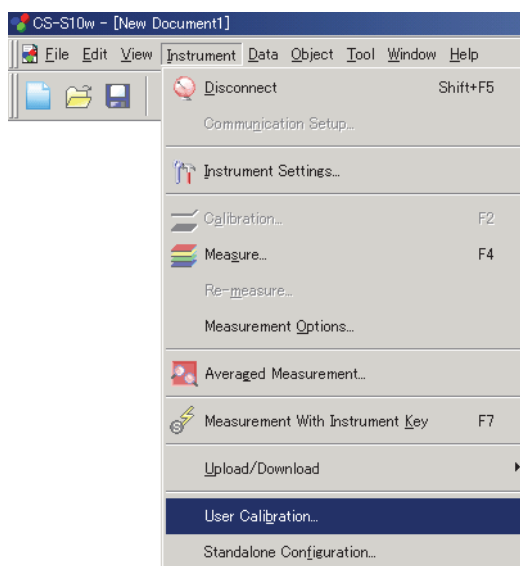 CS-S10w - [New Document1]
File Edit View Instrument Data Object Tool Window Help
Disconnect Shift+F5
Communication Setup...
Instrument Settings...
Calibration... F2
Measure... F4
Re-measure...
Measurement Options...
Averaged Measurement...
Measurement With Instrument Key F7
Upload/Download
User Calibration...
Standalone Configuration...